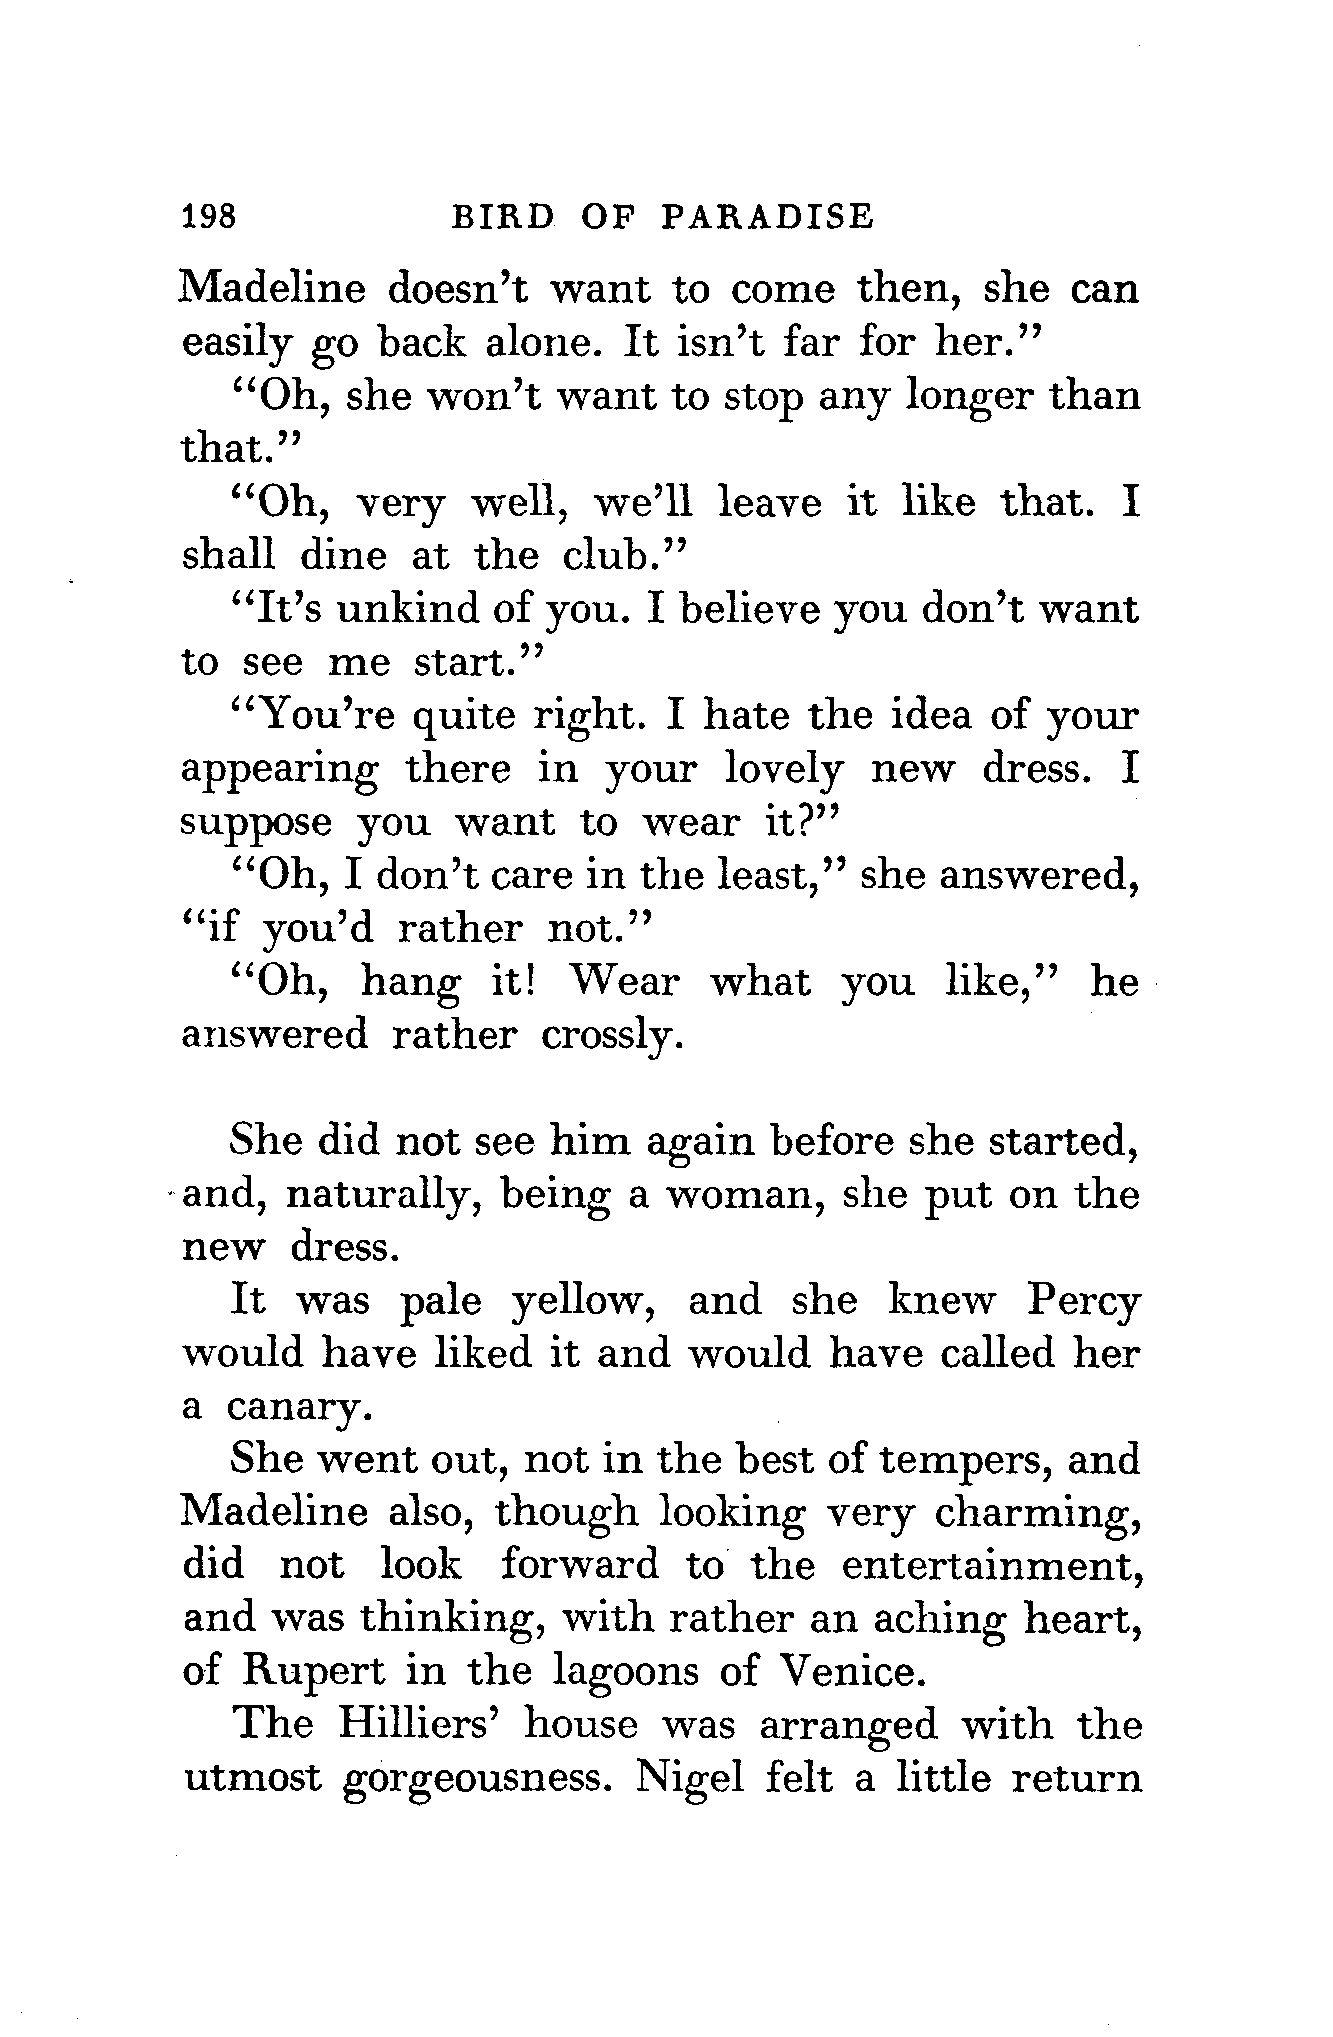 198 BIRD OF PARADISE
Madeline doesn't want to come then, she can
easily go back alone. It isn't far for her."
"Oh, she won't want to stop any longer than
that."
"Oh, very well, we'll leave it like that. I
shall dine at the club."
"It's unkind of you. I believe you don't want
to see me start."
"You're quite right. I hate the idea of your
appearing there in your lovely new dress. I
suppose you want to wear it?"
"Oh, I don't care in the least," she answered,
"if you'd rather not."
"Oh, hang it! Wear what you like," he
answered rather crossly.
She did not see him again before she started,
and, naturally, being a woman, she put on the
new dress.
It was pale yellow, and she knew Percy
would have liked it and would have called her
a canary.
She went out, not in the best of tempers, and
Madeline also, though looking very charming,
did not look forward to the entertainment,
and was thinking, with rather an aching heart,
of Rupert in the lagoons of Venice.
The Hilliers' house was arranged with the
utmost gorgeousness. Nigel felt a little return